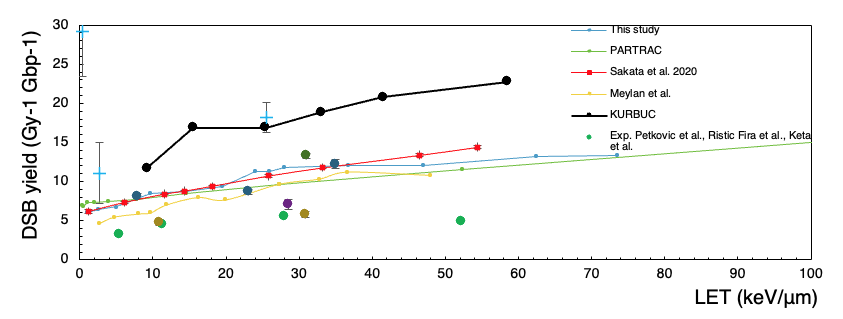 DSB yield (Gy-1 Gbp-1)
30
25
20
15
10
5
0
This study
PARTRAC
Sakata et al. 2020
Meylan et al.
KURBUC
Exp. Petkovic et al., Ristic Fira et al., Keta
et al.
0 10 20 30 40 50 60 70 80 90 100
LET (keV/μm)